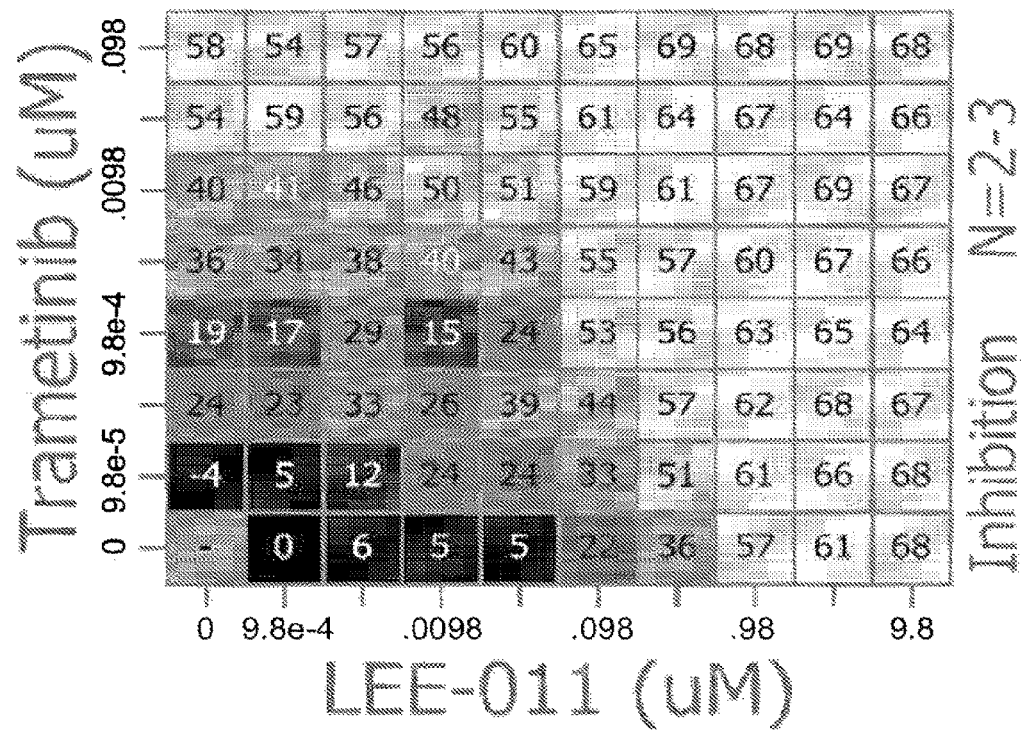 Trametinib (uM)
.098 58 54 57 56 60 65 69 68 69 68
54 59 56 48 55 61 64 67 64 66
.0098 40 41 46 50 51 59 61 67 69 67
36 34 38 40 43 55 57 60 67 66
9.8e-4 19 17 29 15 24 53 56 63 65 64
24 27 33 26 39 44 57 62 68 67
9.8e-5 -4 5 12 24 24 33 51 61 66 68
0 - 0 6 5 5 22 36 57 61 68
0 9.8e-4 .0098 .098 .98 9.8
LEE-011 (uM)
Inhibition N=2-3